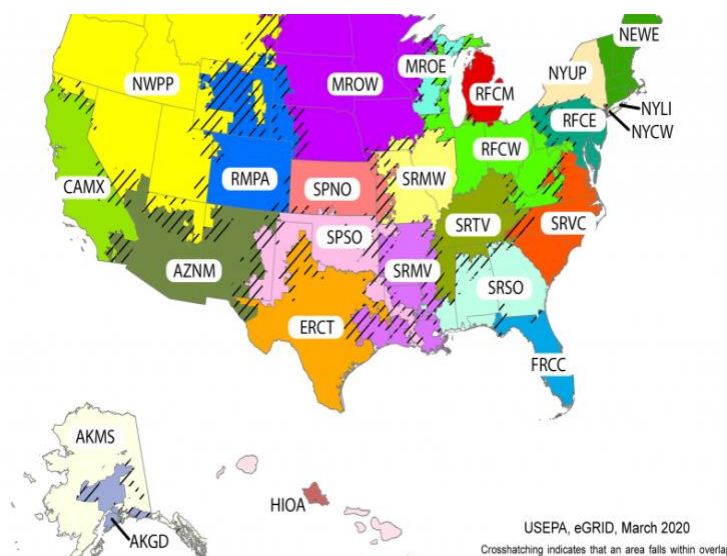 NEWE
NWPP
MROW
MROE
RFCM
NYUP
NYLI
RFCE
NYCW
RFCW
CAMX
RMPA
SPNO
SRMW
SRTV
SRVC
SPSO
AZNM
SRMV
SRSO
ERCT
FRCC
AKMS
HIOA
AKGD
USEPA, eGRID, March 2020
Crosshatching indicates that an area falls within overla